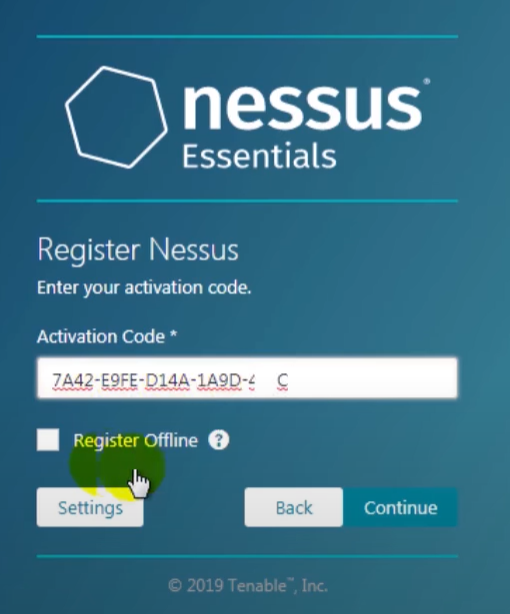 nessus®
Essentials
Register Nessus
Enter your activation code.
Activation Code *
7A42-E9FE-D14A-1A9D-4 C
Register Offline ?
Settings Back Continue
© 2019 Tenable™, Inc.